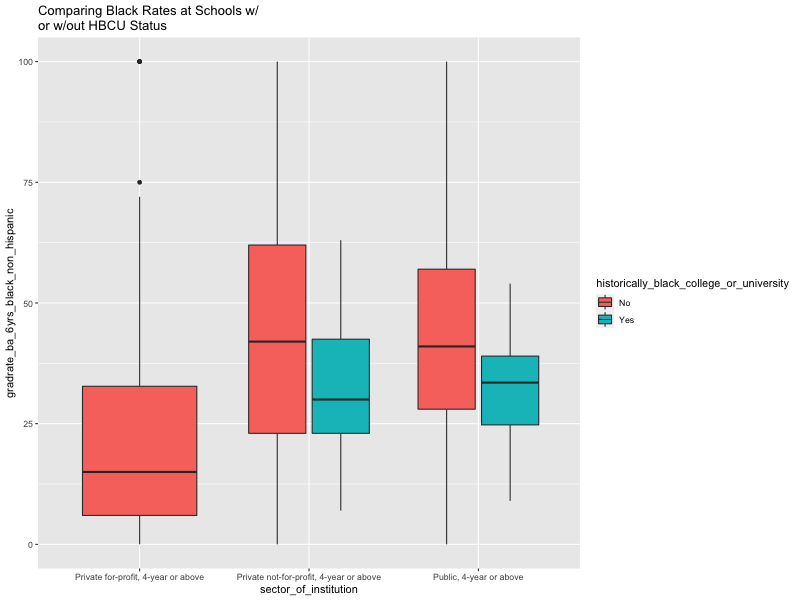 Comparing Black Rates at Schools w/
or w/out HBCU Status
100
75
50
25
0
gradrate_ba_6yrs_black_non_hispanic
Private for-profit, 4-year or above
Private not-for-profit, 4-year or above
Public, 4-year or above
sector_of_institution
historically_black_college_or_university
No
Yes